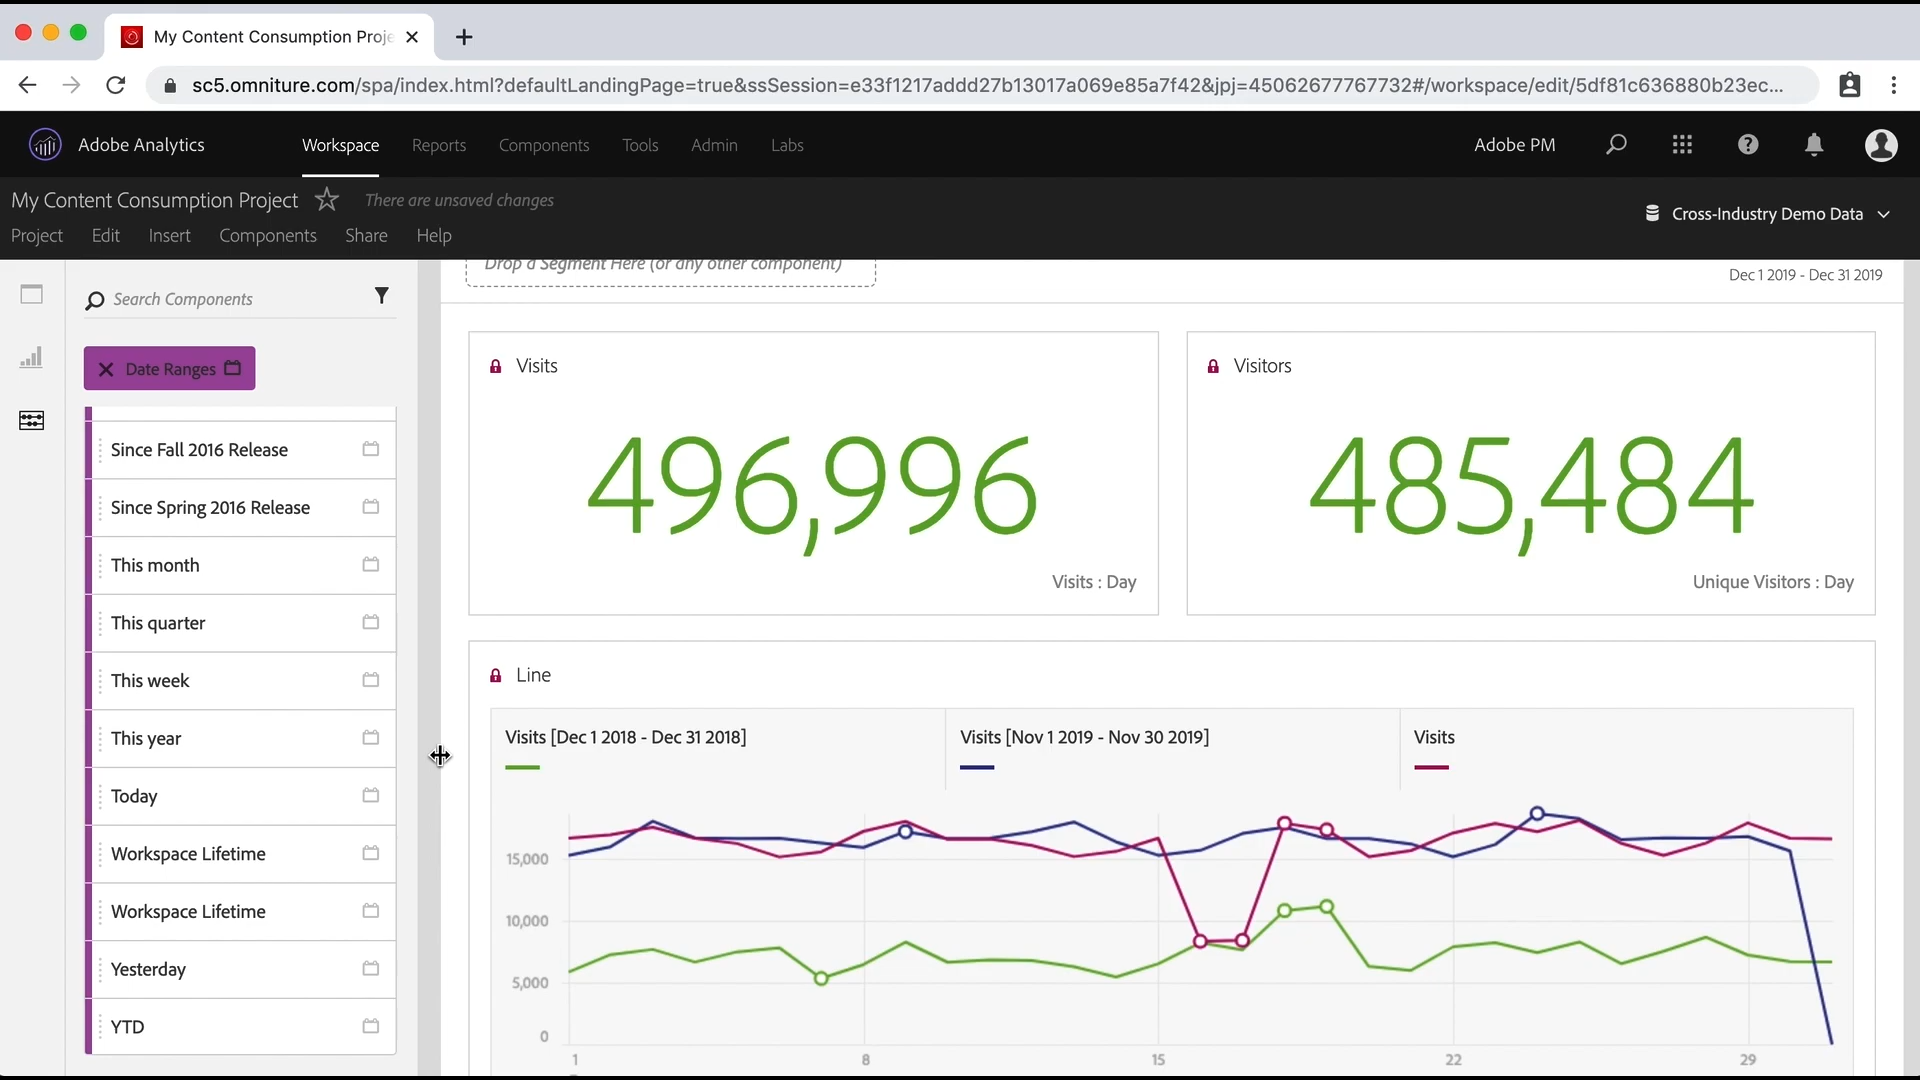 My Content Consumption Proje
sc5.omniture.com/spa/index.html?defaultLandingPage=true&ssSession=e33f1217addd27b13017a069e85a7f42&jpj=45062677767732#/workspace/edit/5df81c636880b23ec...
Adobe Analytics Workspace Reports Components Tools Admin Labs Adobe PM
My Content Consumption Project There are unsaved changes
Cross-Industry Demo Data
Project Edit Insert Components Share Help
Drop a Segment Here (or any other component)
Dec 1 2019 - Dec 31 2019
Search Components
Date Ranges
Since Fall 2016 Release
Since Spring 2016 Release
This month
This quarter
This week
This year
Today
Workspace Lifetime
Workspace Lifetime
Yesterday
YTD
Visits
496,996
Visits : Day
Visitors
485,484
Unique Visitors : Day
Line
Visits [Dec 1 2018 - Dec 31 2018] Visits [Nov 1 2019 - Nov 30 2019] Visits
15,000
10,000
5,000
0
1 8 15 22 29